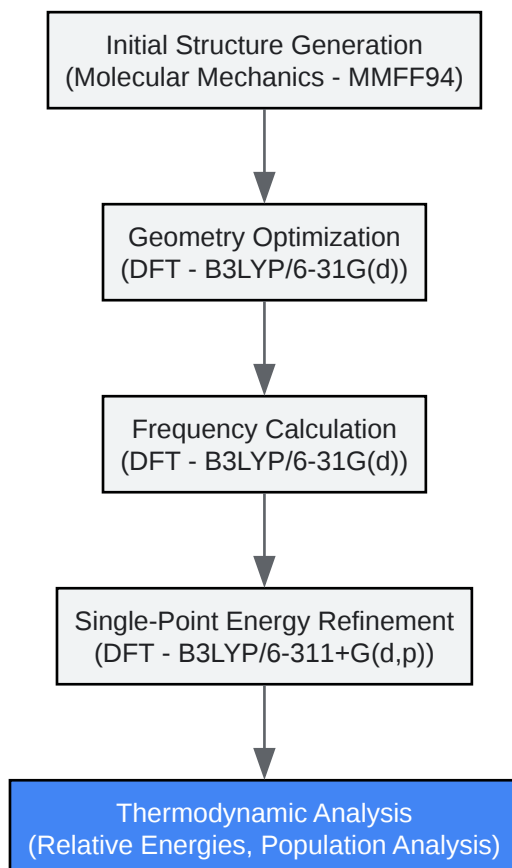 Initial Structure Generation
(Molecular Mechanics - MMFF94)
Geometry Optimization
(DFT - B3LYP/6-31G(d))
Frequency Calculation
(DFT - B3LYP/6-31G(d))
Single-Point Energy Refinement
(DFT - B3LYP/6-311+G(d,p))
Thermodynamic Analysis
(Relative Energies, Population Analysis)